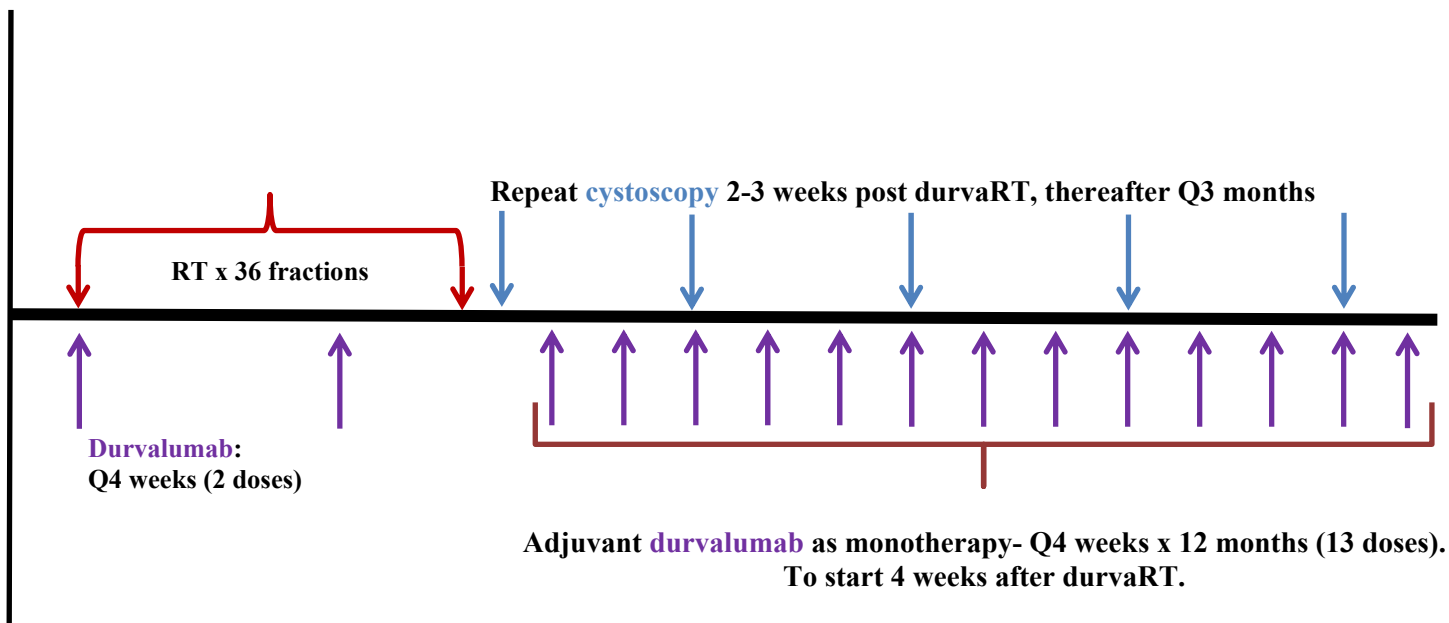 Repeat cystoscopy 2-3 weeks post durvaRT, thereafter Q3 months
RT x 36 fractions
Durvalumab:
Q4 weeks (2 doses)
Adjuvant durvalumab as monotherapy- Q4 weeks x 12 months (13 doses).
To start 4 weeks after durvaRT.